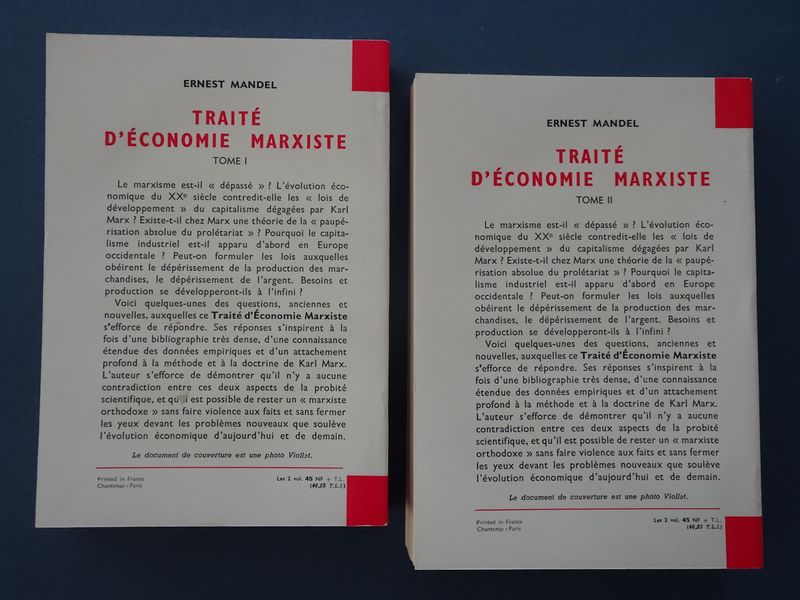 ERNEST MANDEL
TRAITÉ
D'ÉCONOMIE MARXISTE
TOME I
Le marxisme est-il « dépassé » ? L'évolution éco-
nomique du XXe siècle contredit-elle les « lois de
développement » du capitalisme dégagées par Karl
Marx ? Existe-t-il chez Marx une théorie de la « paupé-
risation absolue du prolétariat » ? Pourquoi le capita-
lisme industriel est-il apparu d'abord en Europe
occidentale ? Peut-on formuler les lois auxquelles
obéirent le dépérissement de la production des mar-
chandises, le dépérissement de l'argent. Besoins et
production se développeront-ils à l'infini ?
Voici quelques-unes des questions, anciennes et
nouvelles, auxquelles ce Traité d'Économie Marxiste
s'efforce de répondre. Ses réponses s'inspirent à la
fois d'une bibliographie très dense, d'une connaissance
étendue des données empiriques et d'un attachement
profond à la méthode et à la doctrine de Karl Marx.
L'auteur s'efforce de démontrer qu'il n'y a aucune
contradiction entre ces deux aspects de la probité
scientifique, et qu'il est possible de rester un « marxiste
orthodoxe » sans faire violence aux faits et sans fermer
les yeux devant les problèmes nouveaux que soulève
l'évolution économique d'aujourd'hui et de demain.
Le document de couverture est une photo Viollat.
Printed in France
Chantenay - Paris
Les 2 vol. 45 NF + T.L.
(46,25 T.L.I.)
ERNEST MANDEL
TRAITÉ
D'ÉCONOMIE MARXISTE
TOME II
Le marxisme est-il « dépassé » ? L'évolution éco-
nomique du XXe siècle contredit-elle les « lois de
développement » du capitalisme dégagées par Karl
Marx ? Existe-t-il chez Marx une théorie de la « paupé-
risation absolue du prolétariat » ? Pourquoi le capita-
lisme industriel est-il apparu d'abord en Europe
occidentale ? Peut-on formuler les lois auxquelles
obéirent le dépérissement de la production des mar-
chandises, le dépérissement de l'argent. Besoins et
production se développeront-ils à l'infini ?
Voici quelques-unes des questions, anciennes et
nouvelles, auxquelles ce Traité d'Économie Marxiste
s'efforce de répondre. Ses réponses s'inspirent à la
fois d'une bibliographie très dense, d'une connaissance
étendue des données empiriques et d'un attachement
profond à la méthode et à la doctrine de Karl Marx.
L'auteur s'efforce de démontrer qu'il n'y a aucune
contradiction entre ces deux aspects de la probité
scientifique, et qu'il est possible de rester un « marxiste
orthodoxe » sans faire violence aux faits et sans fermer
les yeux devant les problèmes nouveaux que soulève
l'évolution économique d'aujourd'hui et de demain.
Le document de couverture est une photo Viollat.
Printed in France
Chantenay - Paris
Les 2 vol. 45 NF + T.L.
(46,25 T.L.I.)